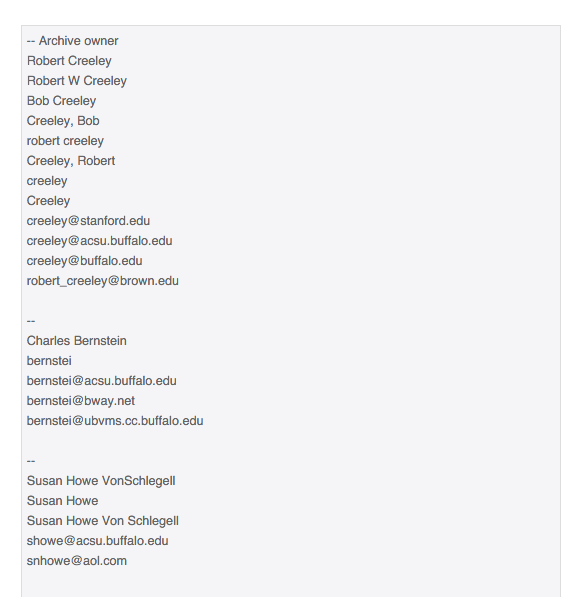 -- Archive owner
Robert Creeley
Robert W Creeley
Bob Creeley
Creeley, Bob
robert creeley
Creeley, Robert
creeley
Creeley
creeley@stanford.edu
creeley@acsu.buffalo.edu
creeley@buffalo.edu
robert_creeley@brown.edu
--
Charles Bernstein
bernstei
bernstei@acsu.buffalo.edu
bernstei@bway.net
bernstei@ubvms.cc.buffalo.edu
--
Susan Howe VonSchlegell
Susan Howe
Susan Howe Von Schlegell
showe@acsu.buffalo.edu
snhowe@aol.com